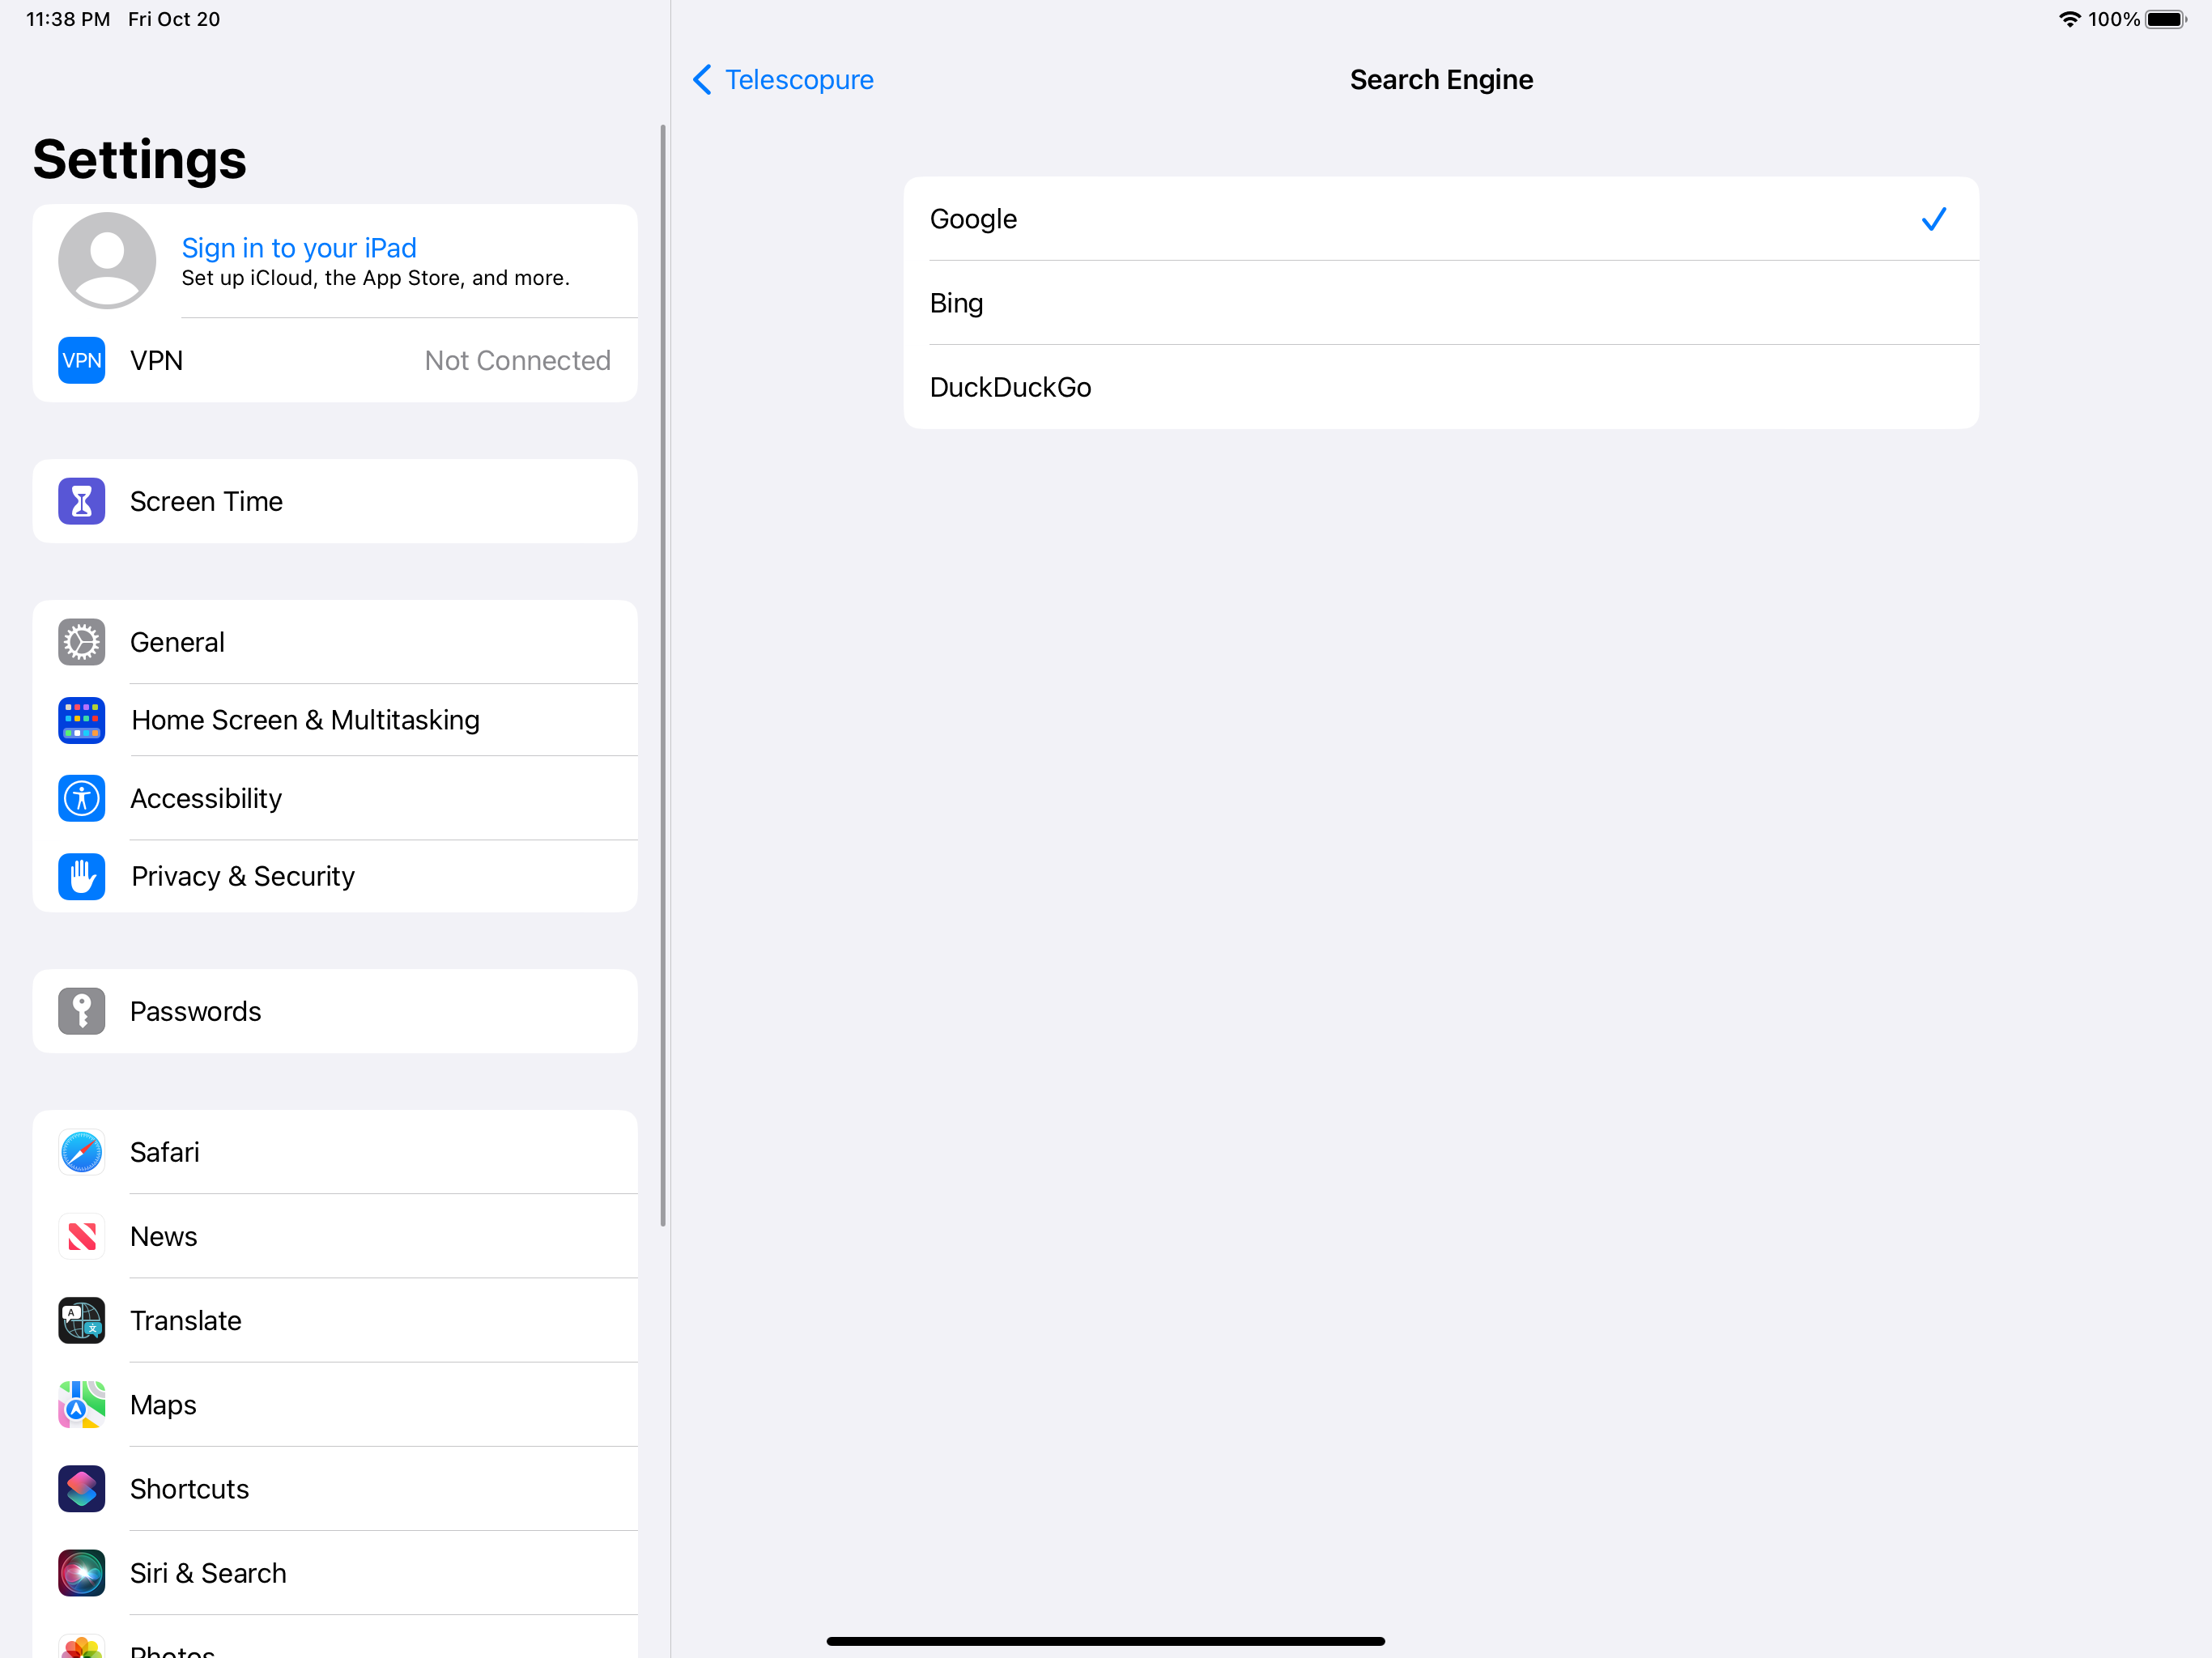 11:38 PM Fri Oct 20
100%
Settings
Sign in to your iPad
Set up iCloud, the App Store, and more.
VPN VPN Not Connected
Screen Time
General
Home Screen & Multitasking
Accessibility
Privacy & Security
Passwords
Safari
News
Translate
Maps
Shortcuts
Siri & Search
Photos
Telescopure
Search Engine
Google
Bing
DuckDuckGo